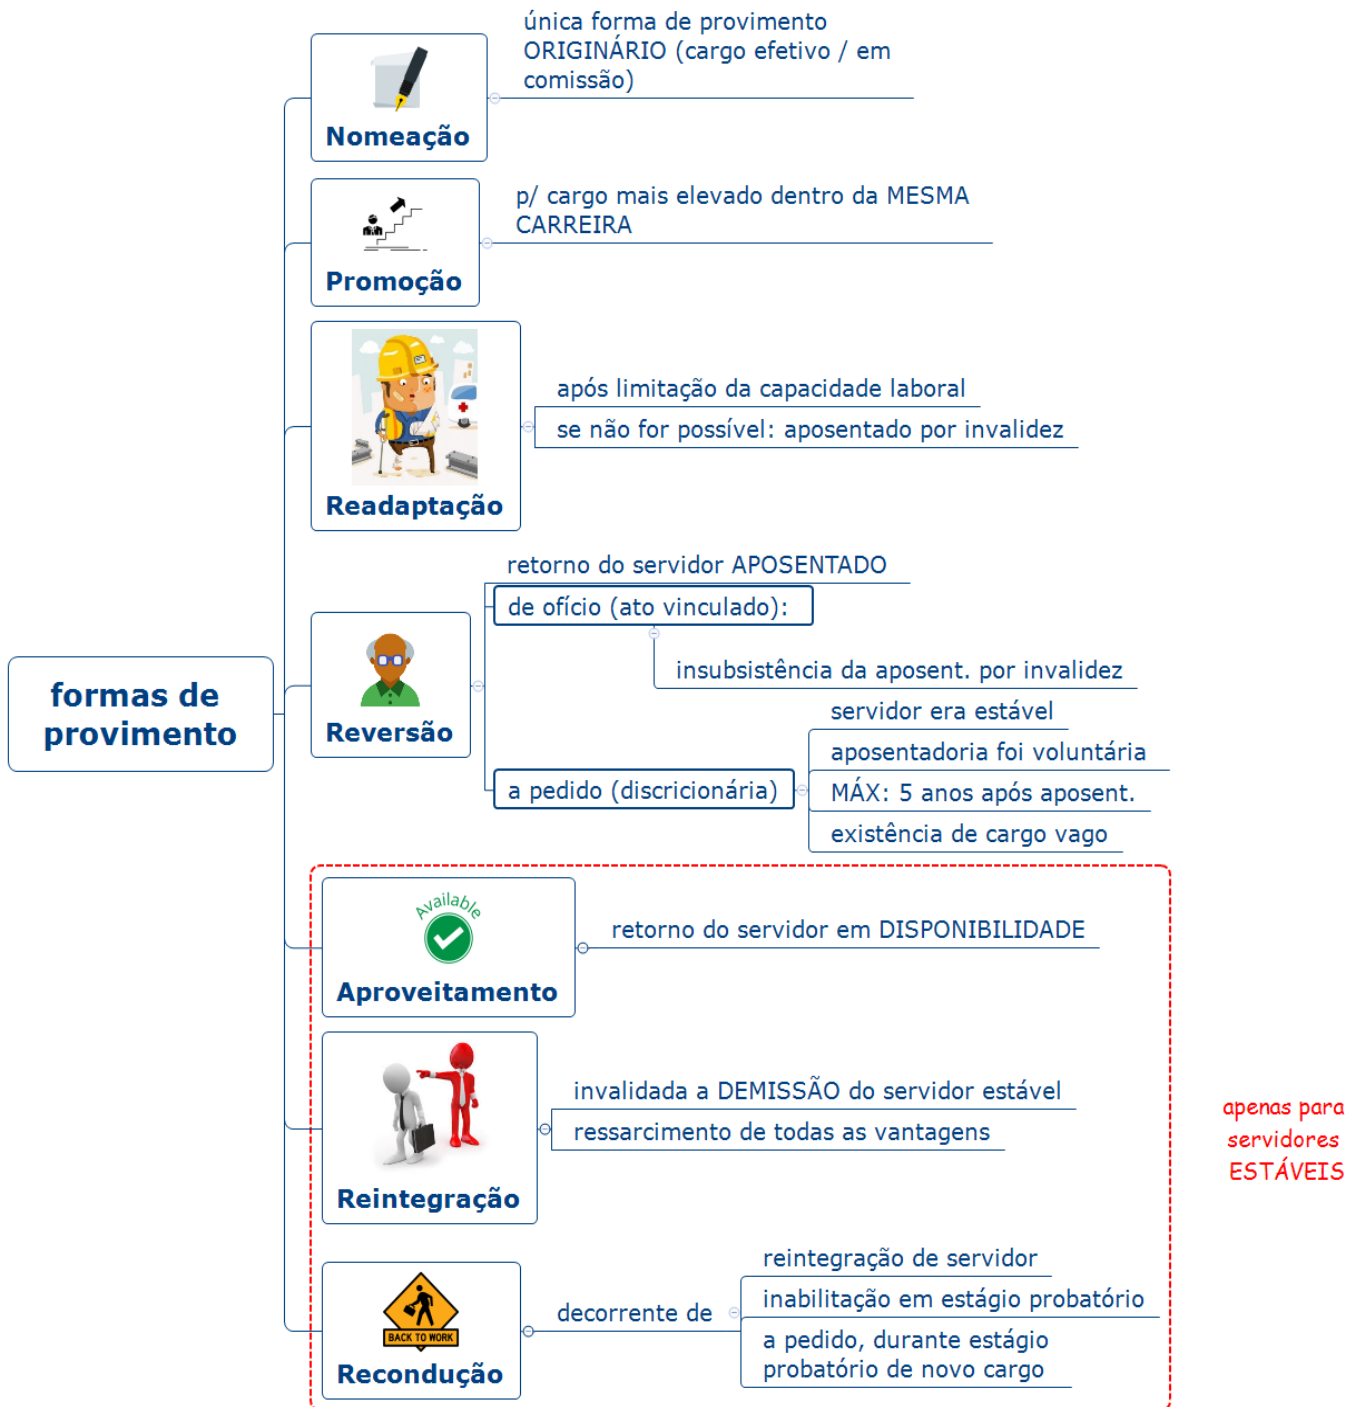 formas de
provimento
Nomeação
única forma de provimento
ORIGINÁRIO (cargo efetivo / em
comissão)
Promoção
p/ cargo mais elevado dentro da MESMA
CARREIRA
Readaptação
após limitação da capacidade laboral
se não for possível: aposentado por invalidez
Reversão
retorno do servidor APOSENTADO
de ofício (ato vinculado):
insubsistência da aposent. por invalidez
a pedido (discricionária)
servidor era estável
aposentadoria foi voluntária
MÁX: 5 anos após aposent.
existência de cargo vago
Available
Aproveitamento
retorno do servidor em DISPONIBILIDADE
Reintegração
invalidada a DEMISSÃO do servidor estável
ressarcimento de todas as vantagens
BACK TO WORK
Recondução
decorrente de
reintegração de servidor
inabilitação em estágio probatório
a pedido, durante estágio
probatório de novo cargo
apenas para
servidores
ESTÁVEIS